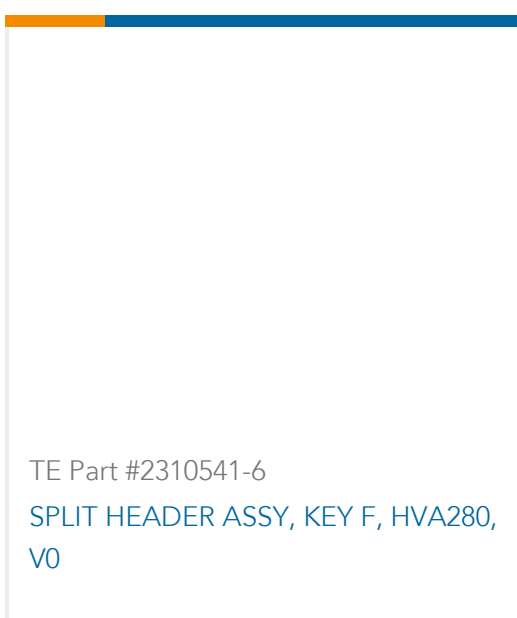 TE Part #2310541-6
SPLIT HEADER ASSY, KEY F, HVA280,
V0